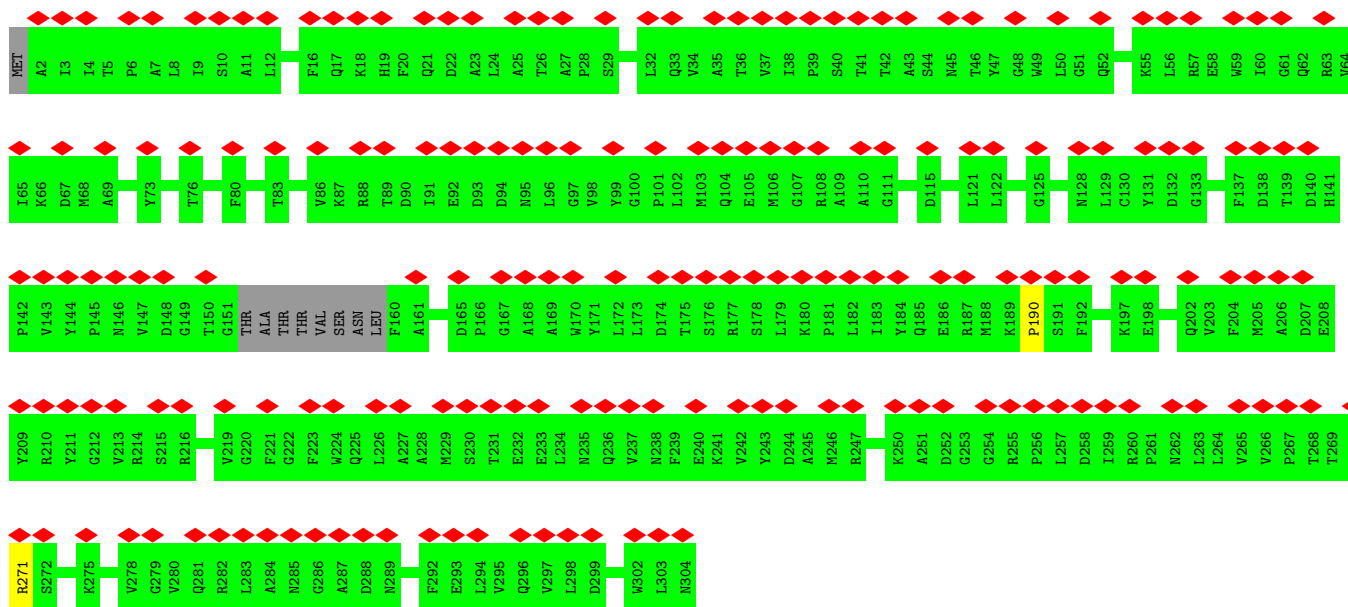 MET A2 I3 I4 T5 P6 A7 L8 I9 S10 A11 L12 F16 Q17 K18 H19 F20 Q21 D22 A23 L24 A25 T26 A27 P28 S29 L32 Q33 V34 A35 T36 V37 I38 P39 S40 T41 T42 A43 S44 N45 T46 Y47 G48 W49 L50 G51 Q52 K55 L56 R57 E58 W59 I60 G61 Q62 R63 V64
I65 K66 D67 M68 A69 Y73 T76 F80 T83 V86 K87 R88 T89 D90 I91 E92 D93 D94 N95 L96 G97 V98 Y99 G100 P101 L102 M103 Q104 E105 M106 G107 R108 A109 A110 G111 D115 L121 L122 G125 N128 L129 C130 Y131 D132 G133 F137 D138 T139 D140 H141
P142 V143 Y144 P145 N146 V147 D148 G149 T150 G151 THR ALA THR THR VAL SER ASN LEU F160 A161 D165 P166 G167 A168 A169 W170 Y171 L172 L173 D174 T175 S176 R177 S178 L179 K180 P181 L182 I183 Y184 Q185 E186 R187 M188 K189 P190 S191 F192 K197 E198 Q202 V203 F204 M205 A206 D207 E208
Y209 R210 Y211 G212 V213 R214 S215 R216 V219 G220 F221 G222 F223 W224 Q225 L226 A227 A228 M229 S230 T231 E232 E233 L234 N235 Q236 V237 N238 F239 E240 K241 V242 Y243 D244 A245 M246 R247 K250 A251 D252 G253 G254 R255 P256 L257 D258 I259 R260 P261 N262 L263 L264 V265 V266 P267 T268 T269
R271 S272 K275 V278 G279 V280 Q281 R282 L283 A284 N285 G286 A287 D288 N289 F292 E293 L294 V295 Q296 V297 L298 D299 W302 L303 N304